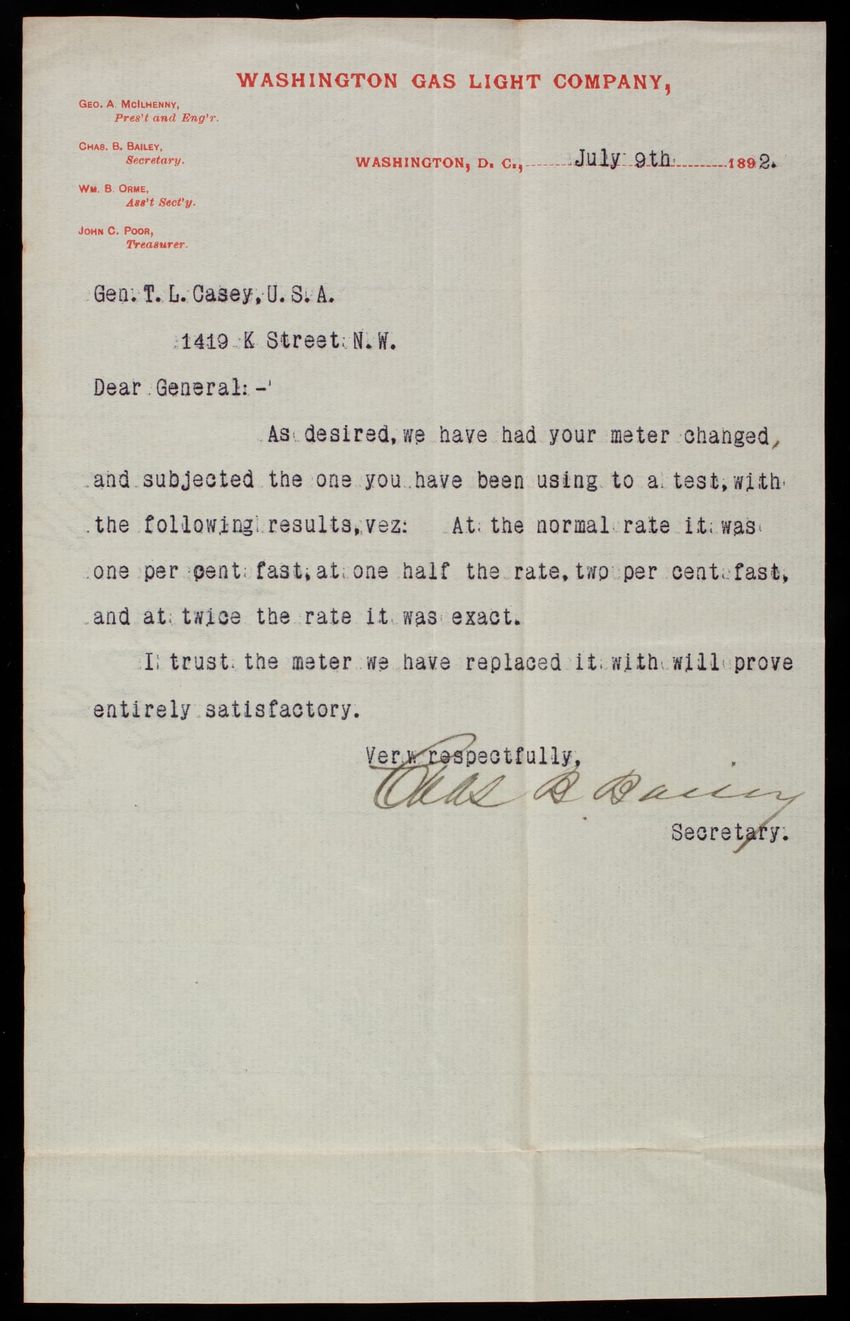 WASHINGTON GAS LIGHT COMPANY,
GEO. A. MCILHENNY,
Pres't and Eng'r.
CHAS. B. BAILEY,
Secretary.
WM. B. ORME,
Ass't Sect'y.
JOHN C. POOR,
Treasurer.
WASHINGTON, D. C., July 9th 1892.
Gen. T. L. Casey, U. S. A.
1419 K Street N. W.
Dear General: -
As desired, we have had your meter changed,
and subjected the one you have been using to a test, with
the following results, vez: At the normal rate it was
one per cent fast, at one half the rate, two per cent fast,
and at twice the rate it was exact.
I trust the meter we have replaced it with will prove
entirely satisfactory.
Very respectfully,
Chas B Bailey
Secretary.